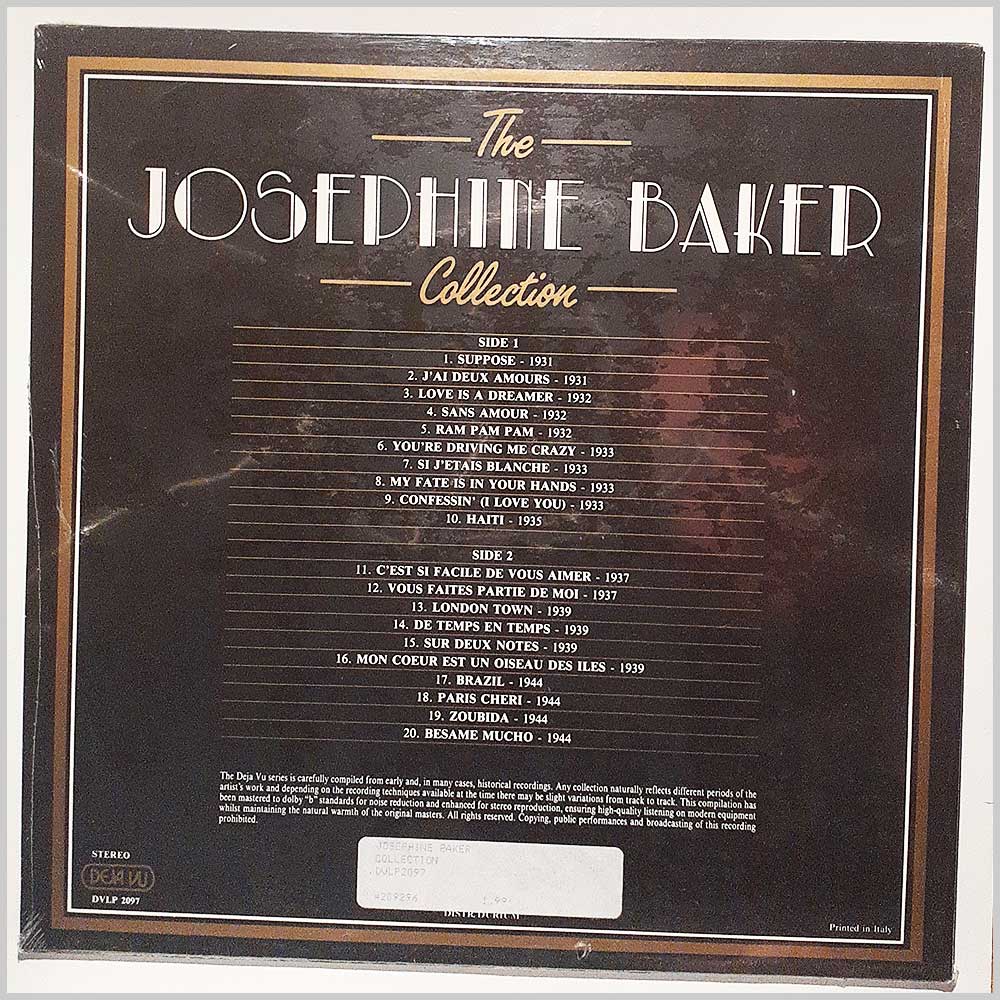 The
JOSEPHINE BAKER
Collection
SIDE 1
1. SUPPOSE - 1931
2. J'AI DEUX AMOURS - 1931
3. LOVE IS A DREAMER - 1932
4. SANS AMOUR - 1932
5. RAM PAM PAM - 1932
6. YOU'RE DRIVING ME CRAZY - 1933
7. SI J'ETAIS BLANCHE - 1933
8. MY FATE IS IN YOUR HANDS - 1933
9. CONFESSIN' (I LOVE YOU) - 1933
10. HAITI - 1935
SIDE 2
11. C'EST SI FACILE DE VOUS AIMER - 1937
12. VOUS FAITES PARTIE DE MOI - 1937
13. LONDON TOWN - 1939
14. DE TEMPS EN TEMPS - 1939
15. SUR DEUX NOTES - 1939
16. MON COEUR EST UN OISEAU DES ILES - 1939
17. BRAZIL - 1944
18. PARIS CHERI - 1944
19. ZOUBIDA - 1944
20. BESAME MUCHO - 1944
The Deja Vu series is carefully compiled from early and, in many cases, historical recordings. Any collection naturally reflects different periods of the
artist's work and depending on the recording techniques available at the time there may be slight variations from track to track. This compilation has
been mastered to dolby "b" standards for noise reduction and enhanced for stereo reproduction, ensuring high-quality listening on modern equipment
whilst maintaining the natural warmth of the original masters. All rights reserved. Copying, public performances and broadcasting of this recording
prohibited.
STEREO
DEJA VU
DVLP 2097
JOSEPHINE BAKER
COLLECTION
.DVLP2097
4209296 1.99
DISTR. DURIUM
Printed in Italy